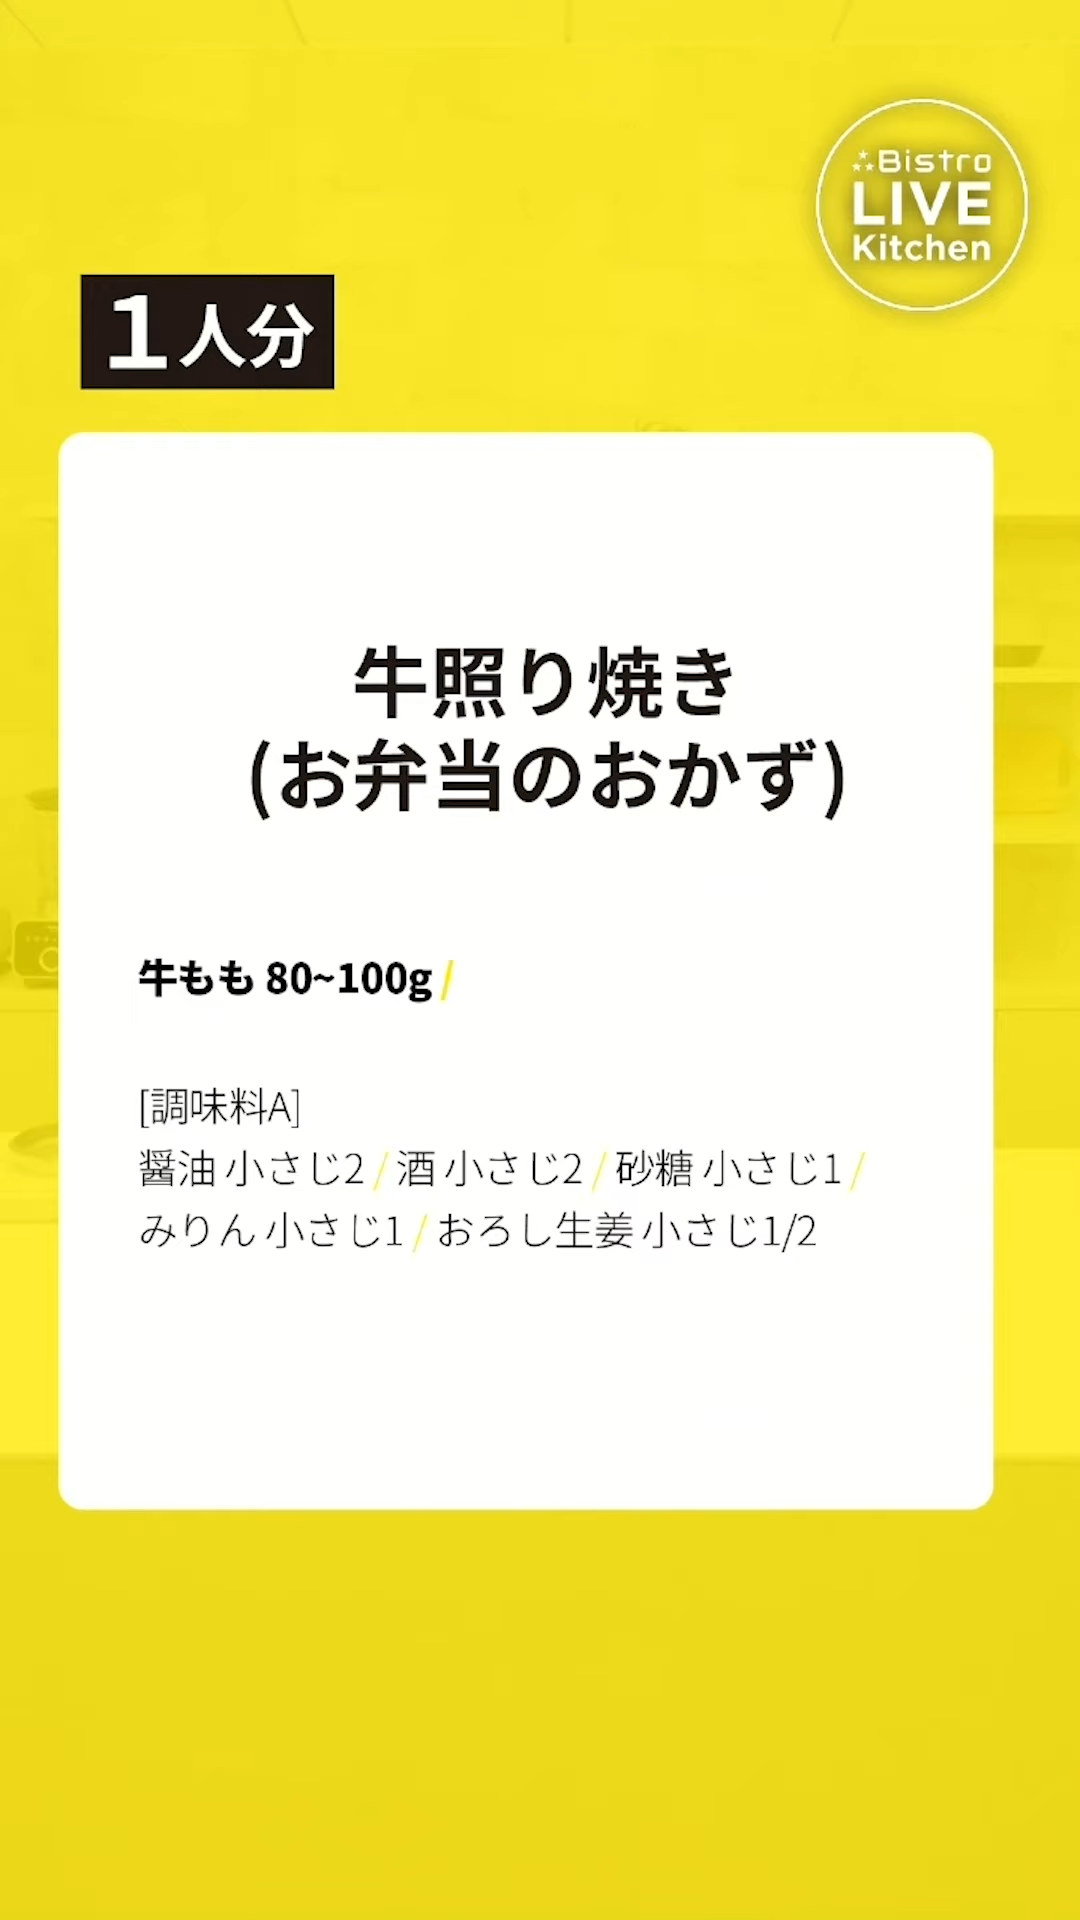 Bistro
LIVE
Kitchen
1人分
牛照り焼き
(お弁当のおかず)
牛もも 80~100g /
[調味料A]
醤油 小さじ2 / 酒 小さじ2 / 砂糖 小さじ1 /
みりん 小さじ1 / おろし生姜 小さじ1/2